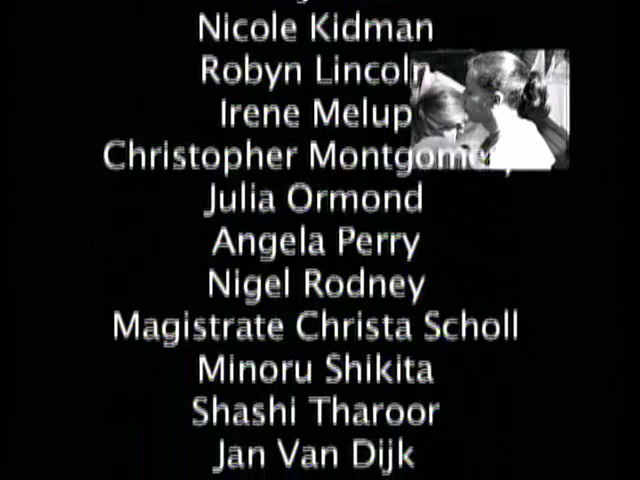 Nicole Kidman
Robyn Lincoln
Irene Melup
Christopher Montgomery
Julia Ormond
Angela Perry
Nigel Rodney
Magistrate Christa Scholl
Minoru Shikita
Shashi Tharoor
Jan Van Dijk